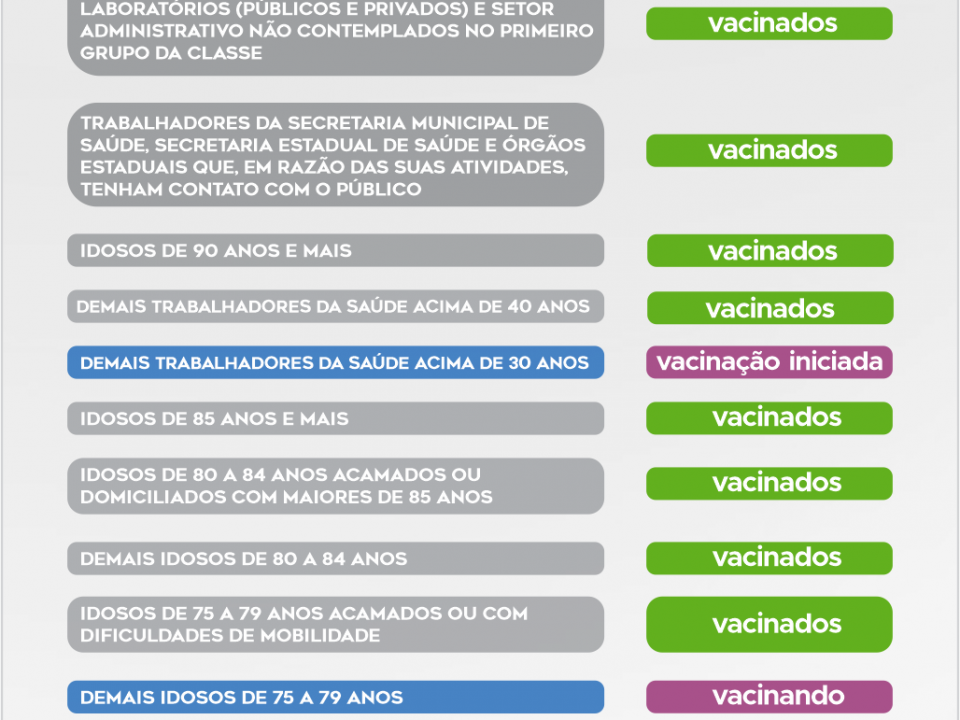 LABORATÓRIOS (PÚBLICOS E PRIVADOS) E SETOR
ADMINISTRATIVO NÃO CONTEMPLADOS NO PRIMEIRO
GRUPO DA CLASSE
vacinados
TRABALHADORES DA SECRETARIA MUNICIPAL DE
SAÚDE, SECRETARIA ESTADUAL DE SAÚDE E ÓRGÃOS
ESTADUAIS QUE, EM RAZÃO DAS SUAS ATIVIDADES,
TENHAM CONTATO COM O PÚBLICO
vacinados
IDOSOS DE 90 ANOS E MAIS
vacinados
DEMAIS TRABALHADORES DA SAÚDE ACIMA DE 40 ANOS
vacinados
DEMAIS TRABALHADORES DA SAÚDE ACIMA DE 30 ANOS
vacinação iniciada
IDOSOS DE 85 ANOS E MAIS
vacinados
IDOSOS DE 80 A 84 ANOS ACAMADOS OU
DOMICILIADOS COM MAIORES DE 85 ANOS
vacinados
DEMAIS IDOSOS DE 80 A 84 ANOS
vacinados
IDOSOS DE 75 A 79 ANOS ACAMADOS OU COM
DIFICULDADES DE MOBILIDADE
vacinados
DEMAIS IDOSOS DE 75 A 79 ANOS
vacinando